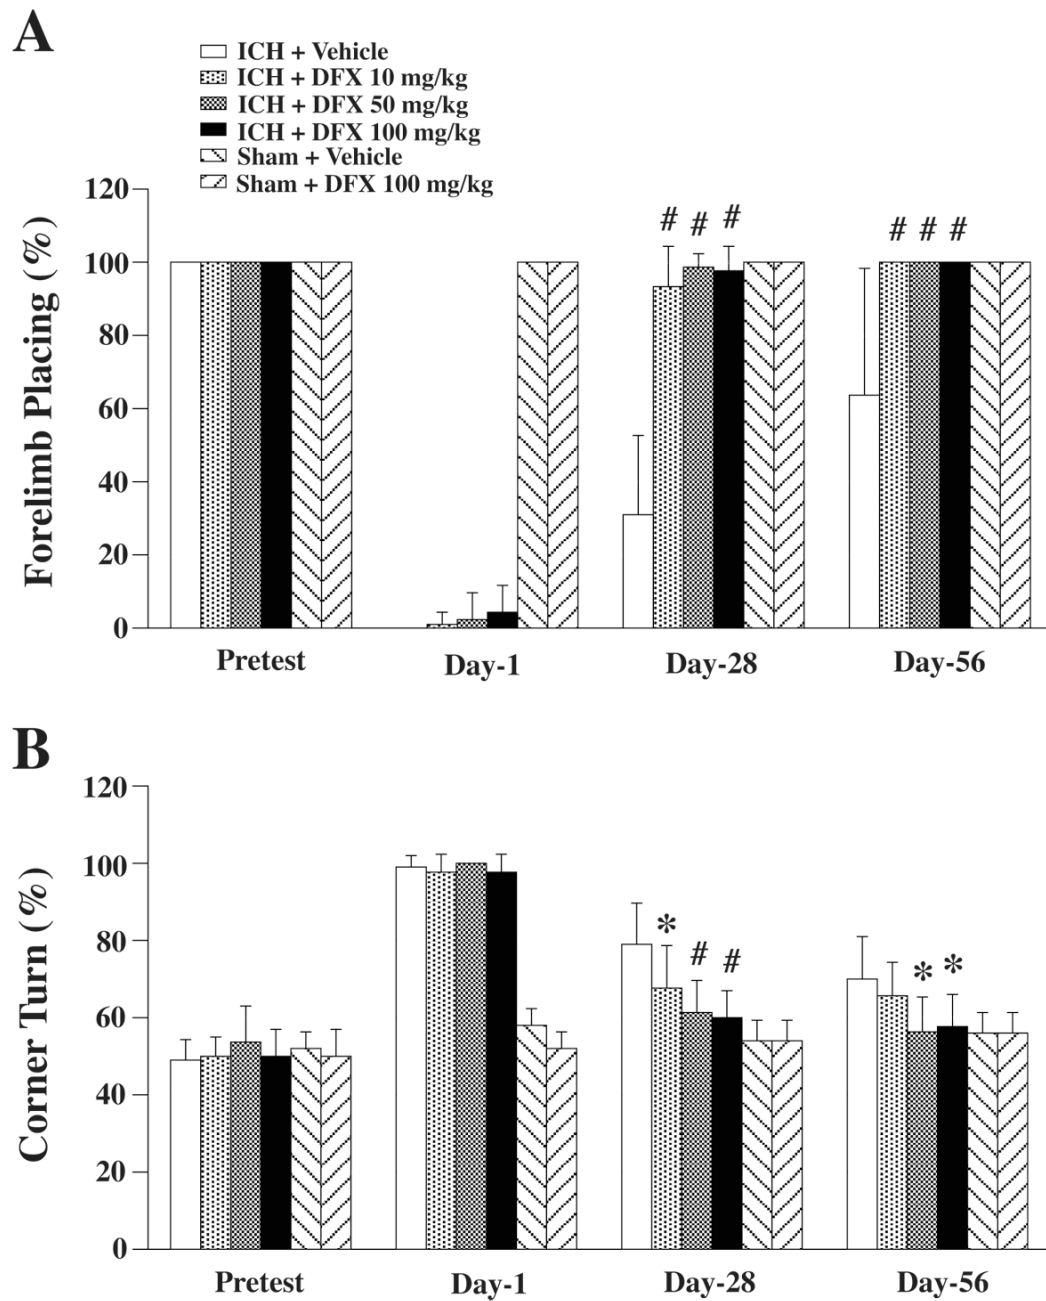 A
ICH + Vehicle
ICH + DFX 10 mg/kg
ICH + DFX 50 mg/kg
ICH + DFX 100 mg/kg
Sham + Vehicle
Sham + DFX 100 mg/kg
Forelimb Placing (%)
120
100
80
60
40
20
0
# # #
# # #
Pretest Day-1 Day-28 Day-56
B
Corner Turn (%)
120
100
80
60
40
20
0
* # #
* *
Pretest Day-1 Day-28 Day-56